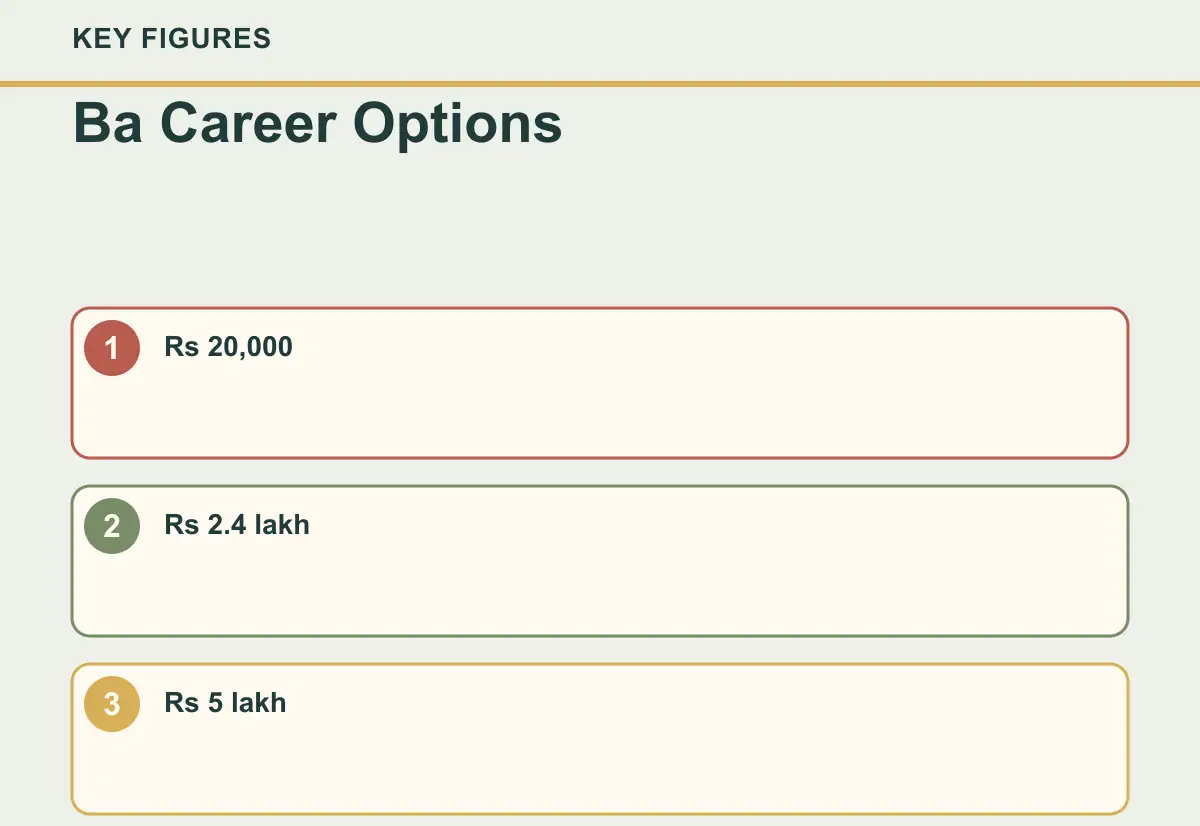 KEY FIGURES
Ba Career Options
1 Rs 20,000
2 Rs 2.4 lakh
3 Rs 5 lakh